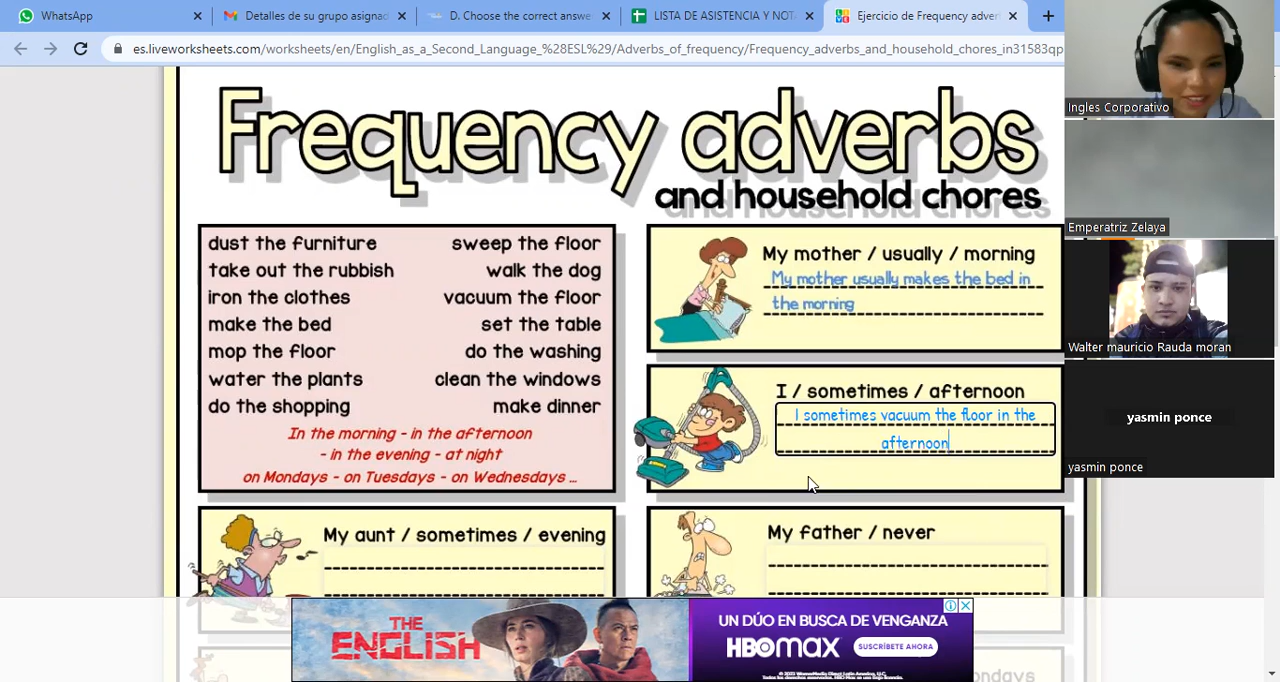 WhatsApp
Detalles de su grupo asignad
D. Choose the correct answe
LISTA DE ASISTENCIA Y NOT
Ejercicio de Frequency adver
es.liveworksheets.com/worksheets/en/English_as_a_Second_Language_%28ESL%29/Adverbs_of_frequency/Frequency_adverbs_and_household_chores_in31583qp
Frequency adverbs
and household chores
dust the furniture sweep the floor
take out the rubbish walk the dog
iron the clothes vacuum the floor
make the bed set the table
mop the floor do the washing
water the plants clean the windows
do the shopping make dinner
In the morning - in the afternoon
- in the evening - at night
on Mondays - on Tuesdays - on Wednesdays ...
My mother / usually / morning
My mother usually makes the bed in
the morning
I / sometimes / afternoon
I sometimes vacuum the floor in the
afternoon
My aunt / sometimes / evening
My father / never
ndays
THE
ENGLISH
UN DÚO EN BUSCA DE VENGANZA
HBOMAX
SUSCRÍBETE AHORA
Ingles Corporativo
Emperatriz Zelaya
Walter mauricio Rauda moran
yasmin ponce
yasmin ponce